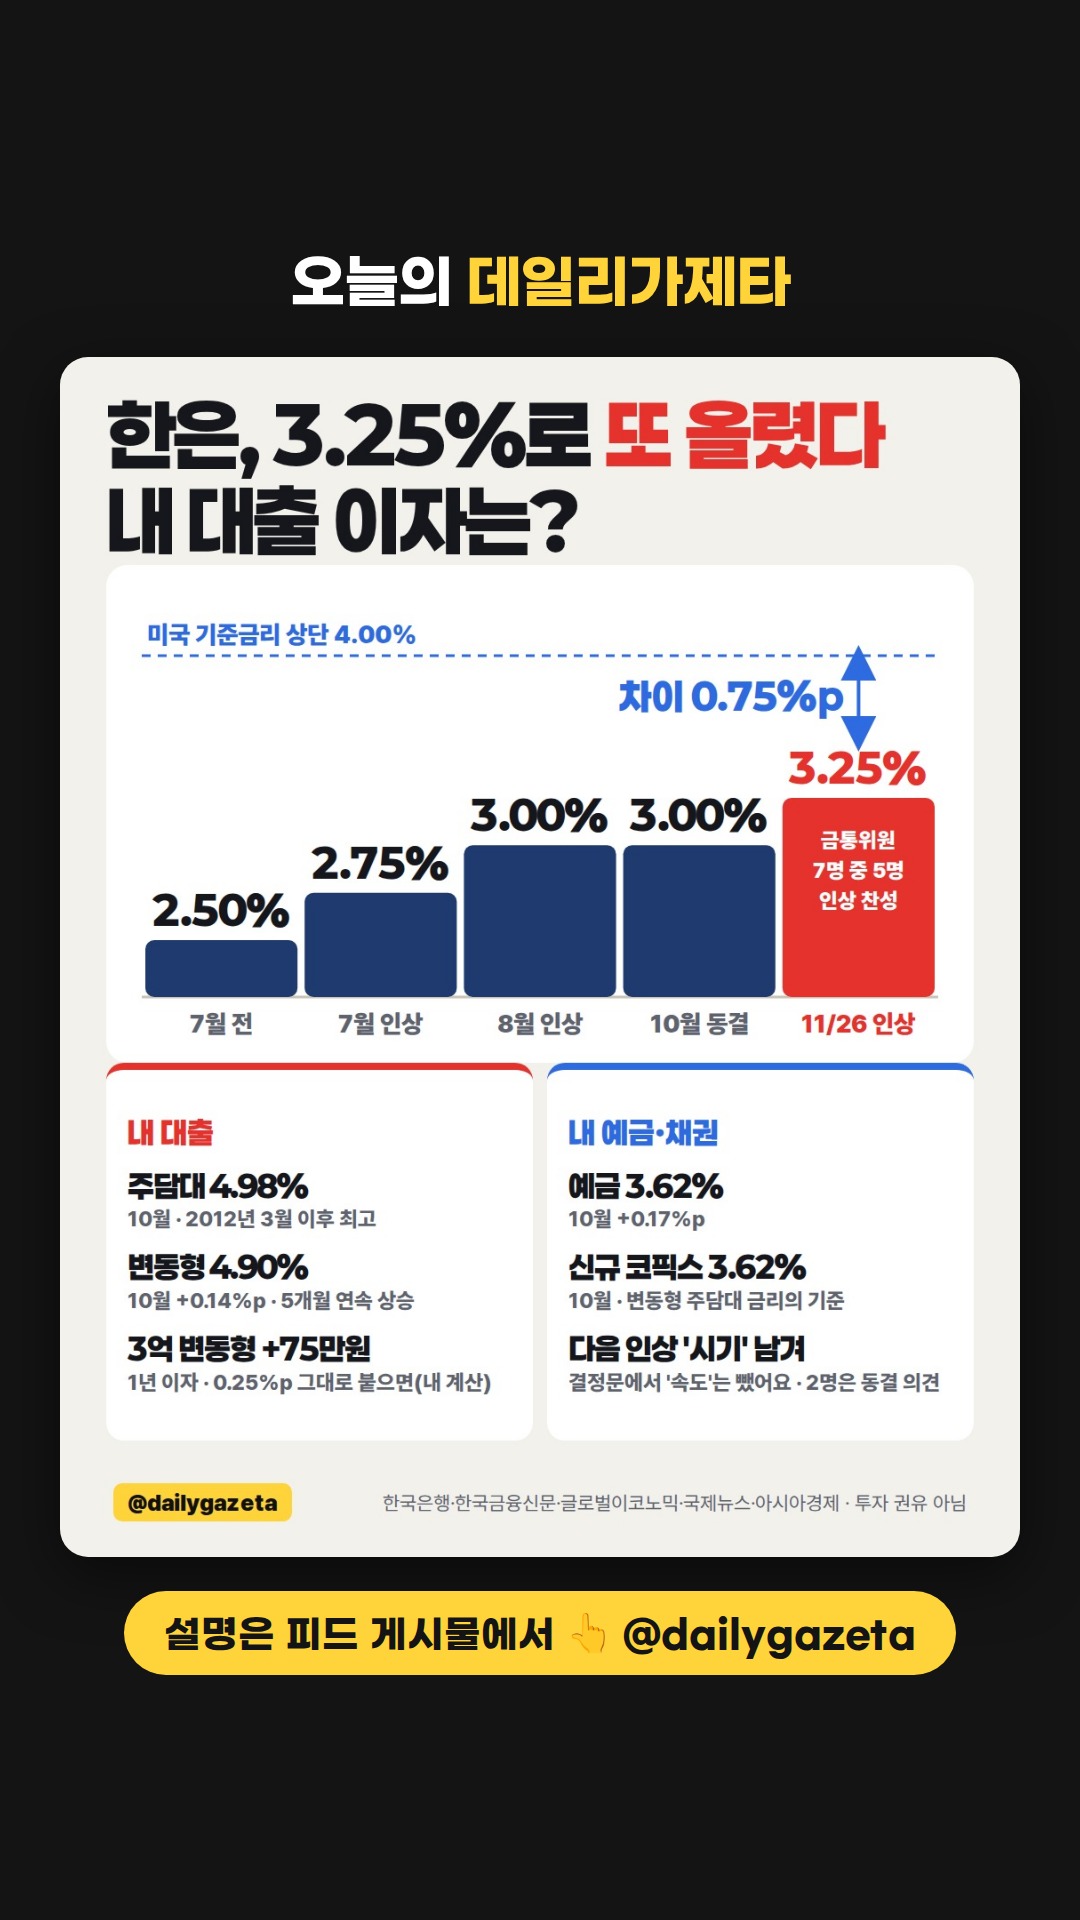 오늘의 데일리가제타
한은, 3.25%로 또 올렸다
내 대출 이자는?
미국 기준금리 상단 4.00%
차이 0.75%p
2.50%
2.75%
3.00%
3.00%
3.25%
금통위원
7명 중 5명
인상 찬성
7월 전
7월 인상
8월 인상
10월 동결
11/26 인상
내 대출
주담대 4.98%
10월 · 2012년 3월 이후 최고
변동형 4.90%
10월 +0.14%p · 5개월 연속 상승
3억 변동형 +75만원
1년 이자 · 0.25%p 그대로 붙으면(내 계산)
내 예금·채권
예금 3.62%
10월 +0.17%p
신규 코픽스 3.62%
10월 · 변동형 주담대 금리의 기준
다음 인상 '시기' 남겨
결정문에서 '속도'는 뺐어요 · 2명은 동결 의견
@dailygazeta
한국은행·한국금융신문·글로벌이코노믹·국제뉴스·아시아경제 · 투자 권유 아님
설명은 피드 게시물에서 👆 @dailygazeta